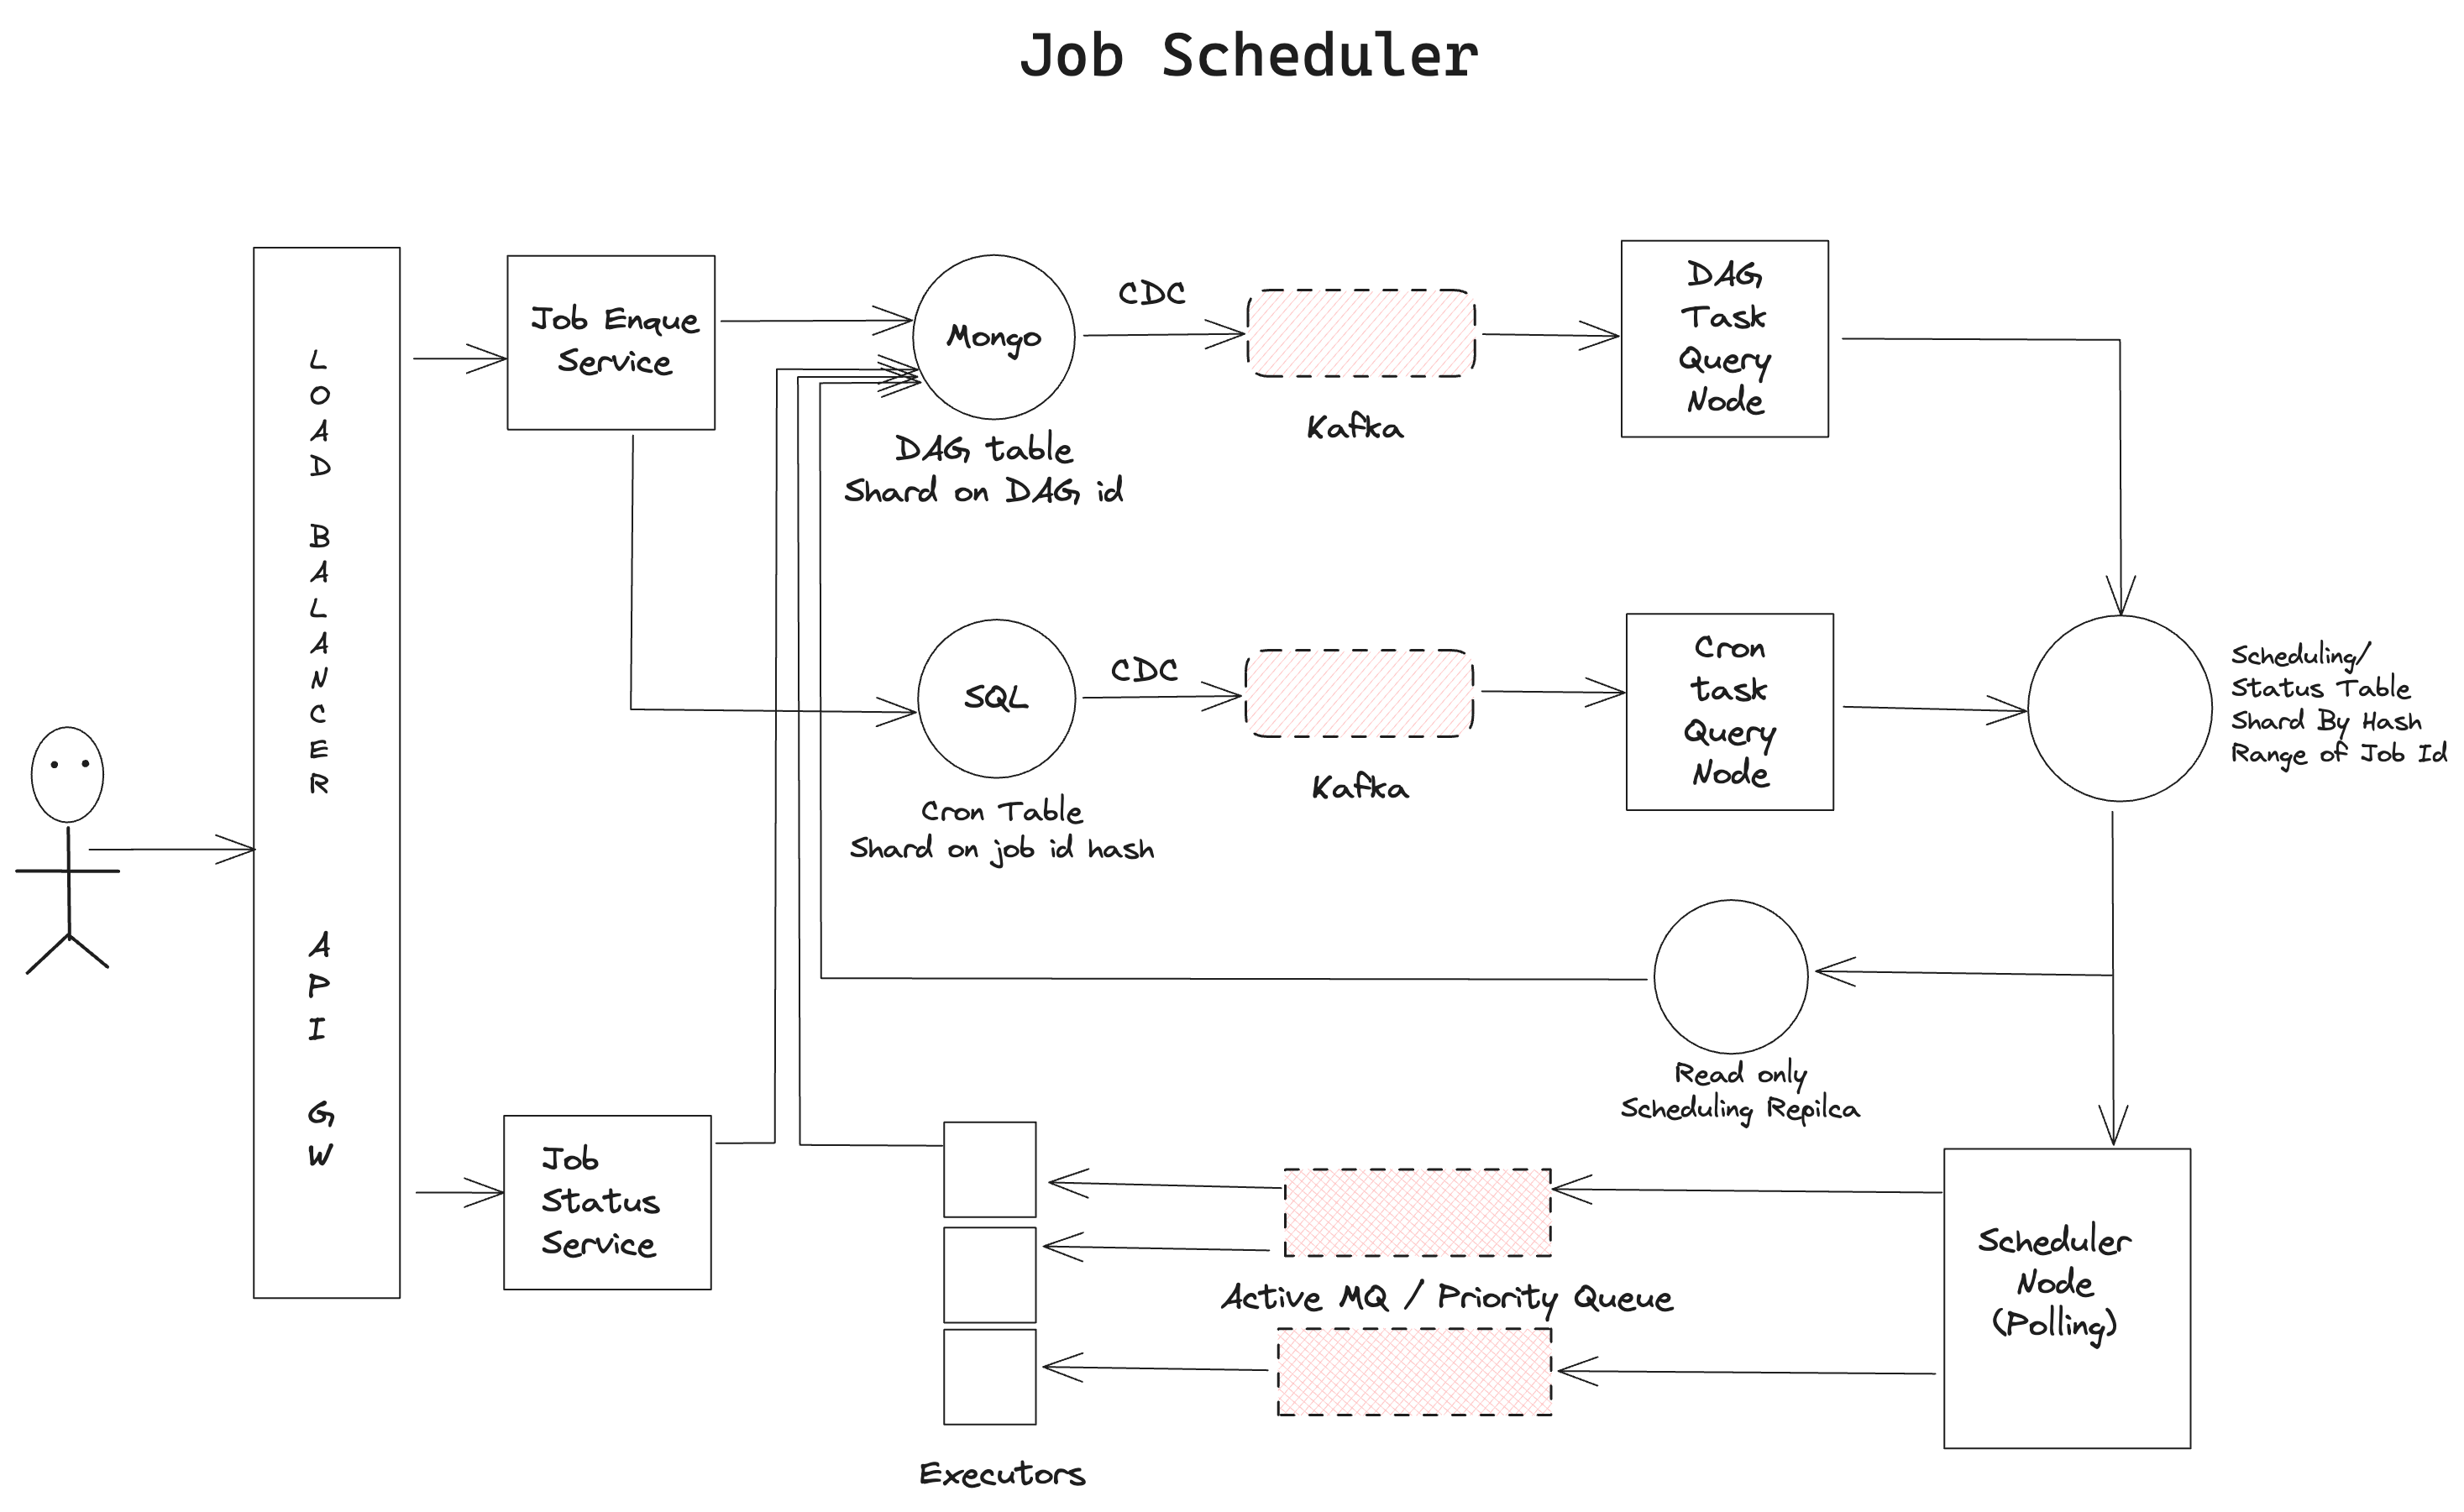 Job Scheduler
LOAD BALANCER
API GW
Job Enque
Service
Mongo
DAG table
Shard on DAG id
CDC
Kafka
DAG
Task
Query
Node
SQL
Cron Table
Shard on job id hash
CDC
Kafka
Cron
task
Query
Node
Scheduling/
Status Table
Shard By Hash
Range of Job Id
Read only
Scheduling Repilca
Job
Status
Service
Active MQ / Priority Queue
Scheduler
Node
(Polling)
Executors